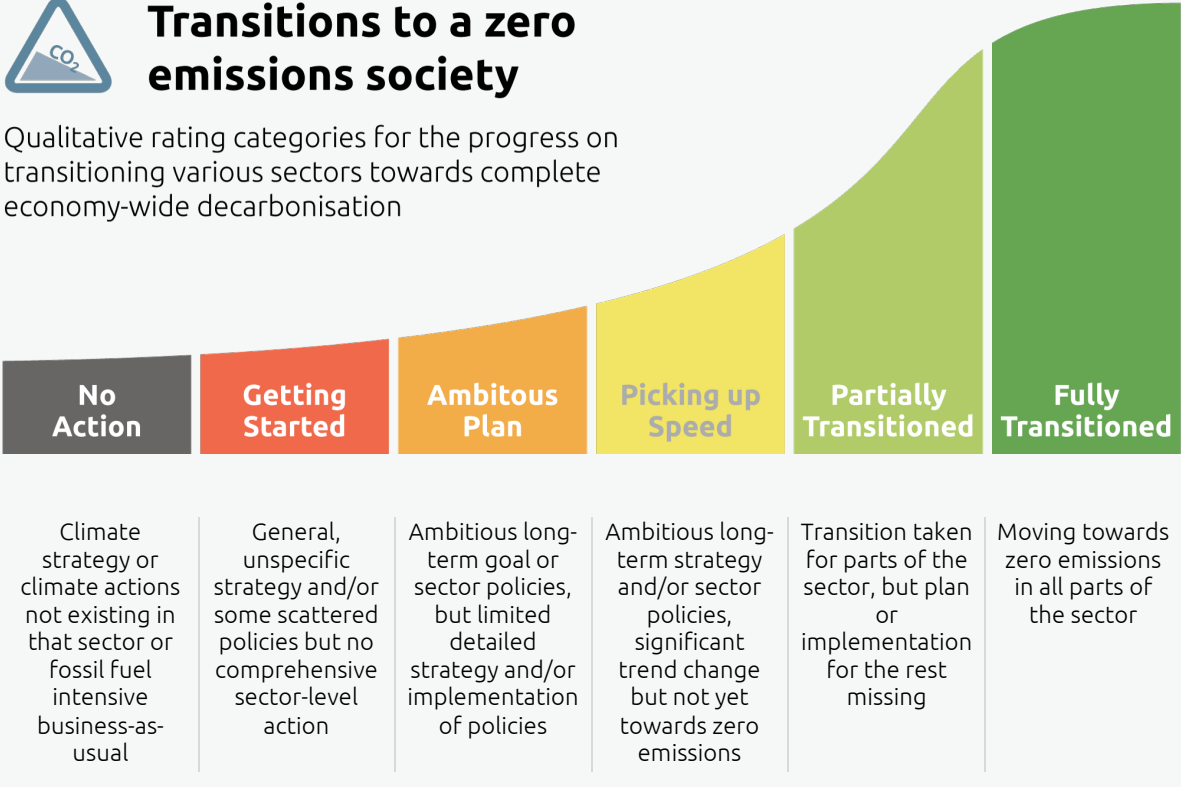 CO2
Transitions to a zero
emissions society
Qualitative rating categories for the progress on
transitioning various sectors towards complete
economy-wide decarbonisation
No
Action
Getting
Started
Ambitous
Plan
Picking up
Speed
Partially
Transitioned
Fully
Transitioned
Climate
strategy or
climate actions
not existing in
that sector or
fossil fuel
intensive
business-as-
usual
General,
unspecific
strategy and/or
some scattered
policies but no
comprehensive
sector-level
action
Ambitious long-
term goal or
sector policies,
but limited
detailed
strategy and/or
implementation
of policies
Ambitious long-
term strategy
and/or sector
policies,
significant
trend change
but not yet
towards zero
emissions
Transition taken
for parts of the
sector, but plan
or
implementation
for the rest
missing
Moving towards
zero emissions
in all parts of
the sector